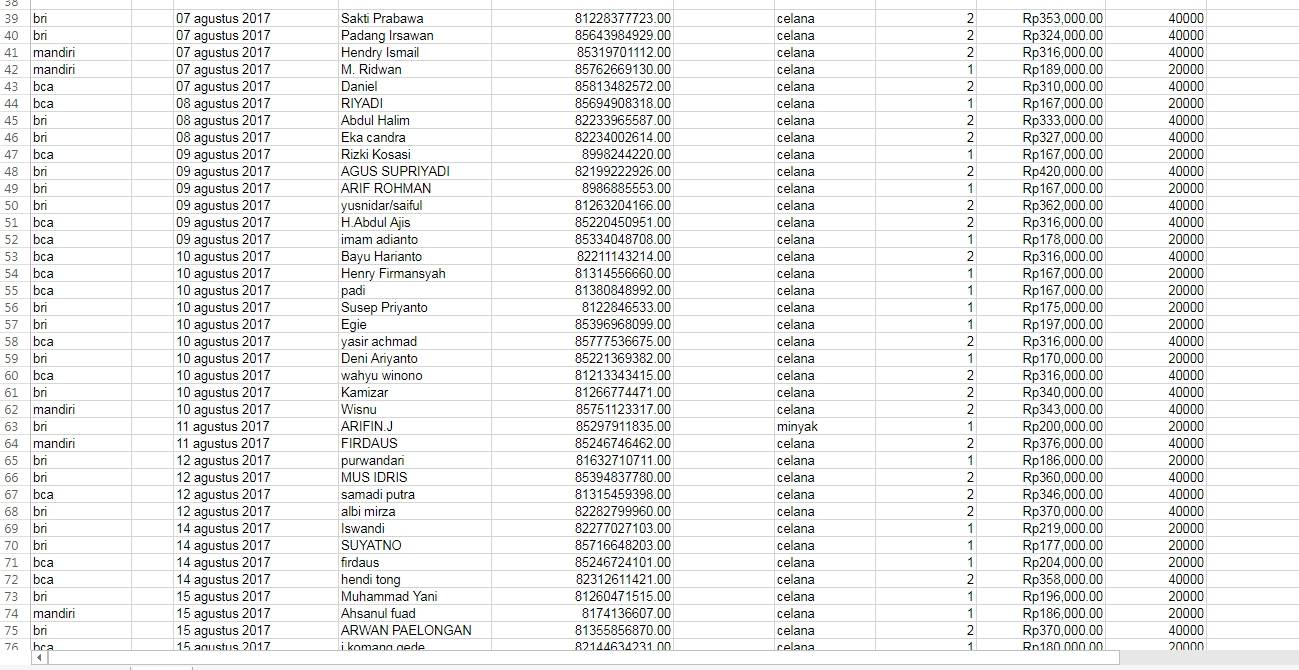 38
39 bri 07 agustus 2017 Sakti Prabawa 81228377723.00 celana 2 Rp353,000.00 40000
40 bri 07 agustus 2017 Padang Irsawan 85643984929.00 celana 2 Rp324,000.00 40000
41 mandiri 07 agustus 2017 Hendry Ismail 85319701112.00 celana 2 Rp316,000.00 40000
42 mandiri 07 agustus 2017 M. Ridwan 85762669130.00 celana 1 Rp189,000.00 20000
43 bca 07 agustus 2017 Daniel 85813482572.00 celana 2 Rp310,000.00 40000
44 bca 08 agustus 2017 RIYADI 85694908318.00 celana 1 Rp167,000.00 20000
45 bri 08 agustus 2017 Abdul Halim 82233965587.00 celana 2 Rp333,000.00 40000
46 bri 08 agustus 2017 Eka candra 82234002614.00 celana 2 Rp327,000.00 40000
47 bca 09 agustus 2017 Rizki Kosasi 8998244220.00 celana 1 Rp167,000.00 20000
48 bri 09 agustus 2017 AGUS SUPRIYADI 82199222926.00 celana 2 Rp420,000.00 40000
49 bri 09 agustus 2017 ARIF ROHMAN 8986885553.00 celana 1 Rp167,000.00 20000
50 bri 09 agustus 2017 yusnidar/saiful 81263204166.00 celana 2 Rp362,000.00 40000
51 bca 09 agustus 2017 H.Abdul Ajis 85220450951.00 celana 2 Rp316,000.00 40000
52 bca 09 agustus 2017 imam adianto 85334048708.00 celana 1 Rp178,000.00 20000
53 bca 10 agustus 2017 Bayu Harianto 82211143214.00 celana 2 Rp316,000.00 40000
54 bca 10 agustus 2017 Henry Firmansyah 81314556660.00 celana 1 Rp167,000.00 20000
55 bca 10 agustus 2017 padi 81380848992.00 celana 1 Rp167,000.00 20000
56 bri 10 agustus 2017 Susep Priyanto 8122846533.00 celana 1 Rp175,000.00 20000
57 bri 10 agustus 2017 Egie 85396968099.00 celana 1 Rp197,000.00 20000
58 bca 10 agustus 2017 yasir achmad 85777536675.00 celana 2 Rp316,000.00 40000
59 bri 10 agustus 2017 Deni Ariyanto 85221369382.00 celana 1 Rp170,000.00 20000
60 bca 10 agustus 2017 wahyu winono 81213343415.00 celana 2 Rp316,000.00 40000
61 bri 10 agustus 2017 Kamizar 81266774471.00 celana 2 Rp340,000.00 40000
62 mandiri 10 agustus 2017 Wisnu 85751123317.00 celana 2 Rp343,000.00 40000
63 bri 11 agustus 2017 ARIFIN.J 85297911835.00 minyak 1 Rp200,000.00 20000
64 mandiri 11 agustus 2017 FIRDAUS 85246746462.00 celana 2 Rp376,000.00 40000
65 bri 12 agustus 2017 purwandari 81632710711.00 celana 1 Rp186,000.00 20000
66 bri 12 agustus 2017 MUS IDRIS 85394837780.00 celana 2 Rp360,000.00 40000
67 bca 12 agustus 2017 samadi putra 81315459398.00 celana 2 Rp346,000.00 40000
68 bri 12 agustus 2017 albi mirza 82282799960.00 celana 2 Rp370,000.00 40000
69 bri 14 agustus 2017 Iswandi 82277027103.00 celana 1 Rp219,000.00 20000
70 bri 14 agustus 2017 SUYATNO 85716648203.00 celana 1 Rp177,000.00 20000
71 bca 14 agustus 2017 firdaus 85246724101.00 celana 1 Rp204,000.00 20000
72 bca 14 agustus 2017 hendi tong 82312611421.00 celana 2 Rp358,000.00 40000
73 bri 15 agustus 2017 Muhammad Yani 81260471515.00 celana 1 Rp196,000.00 20000
74 mandiri 15 agustus 2017 Ahsanul fuad 8174136607.00 celana 1 Rp186,000.00 20000
75 bri 15 agustus 2017 ARWAN PAELONGAN 81355856870.00 celana 2 Rp370,000.00 40000
76 bca 15 agustus 2017 i komang gede 82144634231.00 celana 1 Rp180,000.00 20000